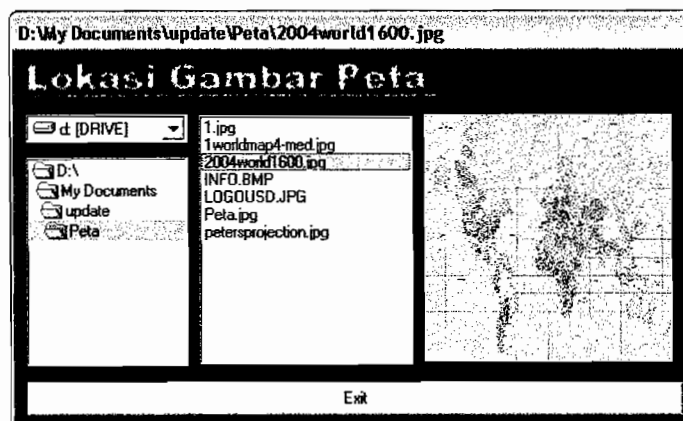 D:\My Documents\update\Peta\2004world1600.jpg
Lokasi Gambar Peta
d: [DRIVE]
D:\
My Documents
update
Peta
1.jpg
1worldmap4-med.jpg
2004world1600.jpg
INFO.BMP
LOGOUSD.JPG
Peta.jpg
petersprojection.jpg
Exit